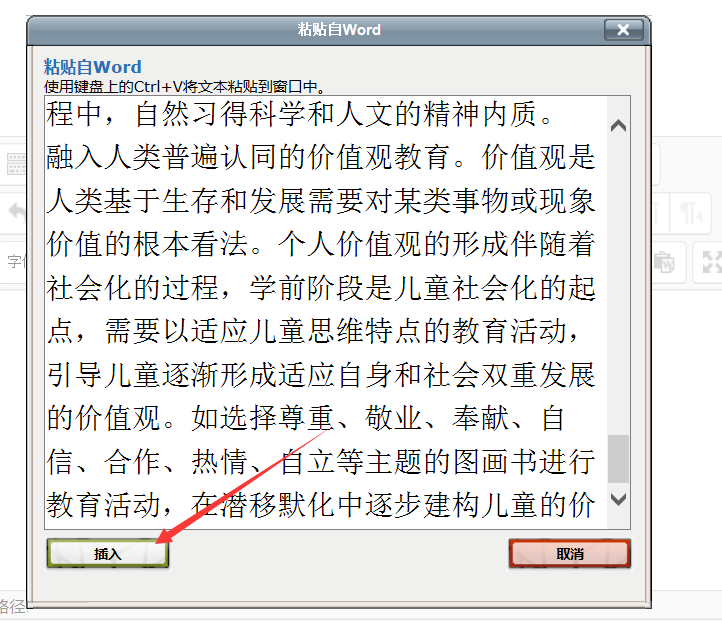 粘贴自Word
粘贴自Word
使用键盘上的Ctrl+V将文本粘贴到窗口中。
程中，自然习得科学和人文的精神内质。
融入人类普遍认同的价值观教育。价值观是
人类基于生存和发展需要对某类事物或现象
价值的根本看法。个人价值观的形成伴随着
社会化的过程，学前阶段是儿童社会化的起
点，需要以适应儿童思维特点的教育活动，
引导儿童逐渐形成适应自身和社会双重发展
的价值观。如选择尊重、敬业、奉献、自
信、合作、热情、自立等主题的图画书进行
教育活动，在潜移默化中逐步建构儿童的价
插入
取消
字
路径: